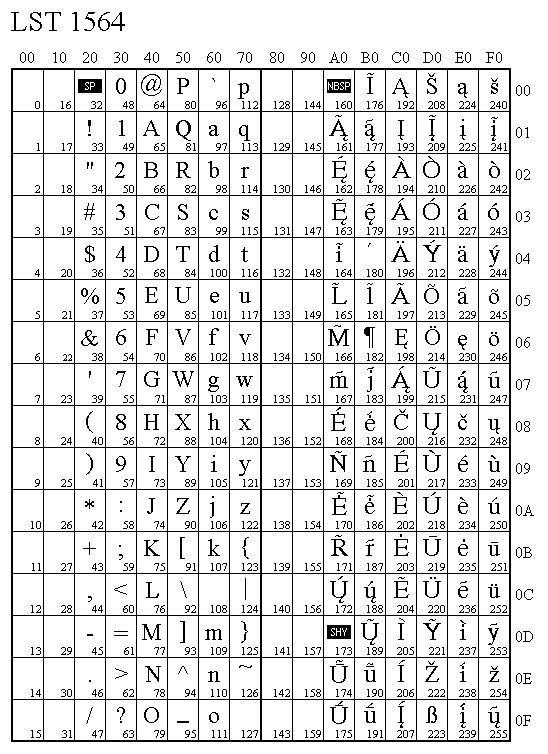 LST 1564
00 10 20 30 40 50 60 70 80 90 A0 B0 C0 D0 E0 F0
SP 0 @ P ` p NBSP Ĩ Ą Š ą š 00
0 16 32 48 64 80 96 112 128 144 160 176 192 208 224 240
! 1 A Q a q Ą̃ ą̃ Į Į̃ į į̇̃ 01
1 17 33 49 65 81 97 113 129 145 161 177 193 209 225 241
" 2 B R b r Ę́ ę́ À Ò à ò 02
2 18 34 50 66 82 98 114 130 146 162 178 194 210 226 242
# 3 C S c s Ę̃ ę̃ Á Ó á ó 03
3 19 35 51 67 83 99 115 131 147 163 179 195 211 227 243
$ 4 D T d t i̇̃ ´ Ä Ý ä ý 04
4 20 36 52 68 84 100 116 132 148 164 180 196 212 228 244
% 5 E U e u L̃ l̃ Ã Õ ã õ 05
5 21 37 53 69 85 101 117 133 149 165 181 197 213 229 245
& 6 F V f v M̃ ¶ Ę Ö ę ö 06
6 22 38 54 70 86 102 118 134 150 166 182 198 214 230 246
' 7 G W g w m̃ j̇̃ Ą́ Ũ ą́ ũ 07
7 23 39 55 71 87 103 119 135 151 167 183 199 215 231 247
( 8 H X h x Ė́ ė́ Č Ų č ų 08
8 24 40 56 72 88 104 120 136 152 168 184 200 216 232 248
) 9 I Y i y Ñ ñ É Ù é ù 09
9 25 41 57 73 89 105 121 137 153 169 185 201 217 233 249
* : J Z j z Ė̃ ė̃ È Ú è ú 0A
10 26 42 58 74 90 106 122 138 154 170 186 202 218 234 250
+ ; K [ k { R̃ r̃ Ė Ū ė ū 0B
11 27 43 59 75 91 107 123 139 155 171 187 203 219 235 251
, < L \ l | Ų́ ų́ Ẽ Ü ẽ ü 0C
12 28 44 60 76 92 108 124 140 156 172 188 204 220 236 252
- = M ] m } SHY Ų̃ Ì Ỹ i̇̀ ỹ 0D
13 29 45 61 77 93 109 125 141 157 173 189 205 221 237 253
. > N ^ n ~ Ū̃ ū̃ Í Ž i̇́ ž 0E
14 30 46 62 78 94 110 126 142 158 174 190 206 222 238 254
/ ? O _ o Ū́ ū́ Į́ ß į̇́ ų̃ 0F
15 31 47 63 79 95 111 127 143 159 175 191 207 223 239 255